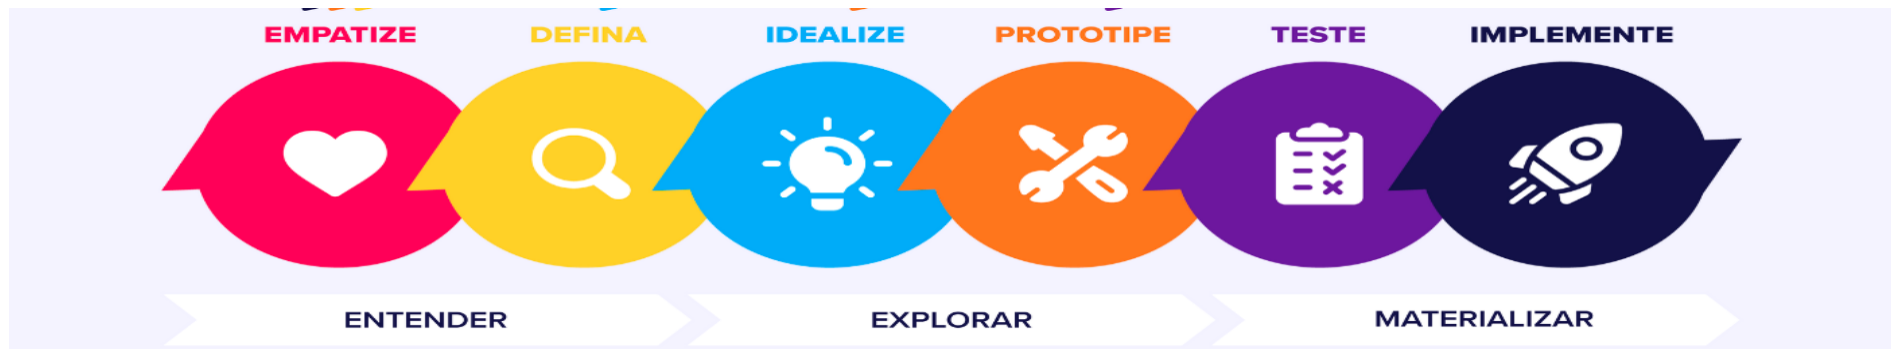 EMPATIZE DEFINA IDEALIZE PROTOTIPE TESTE IMPLEMENTE
ENTENDER EXPLORAR MATERIALIZAR